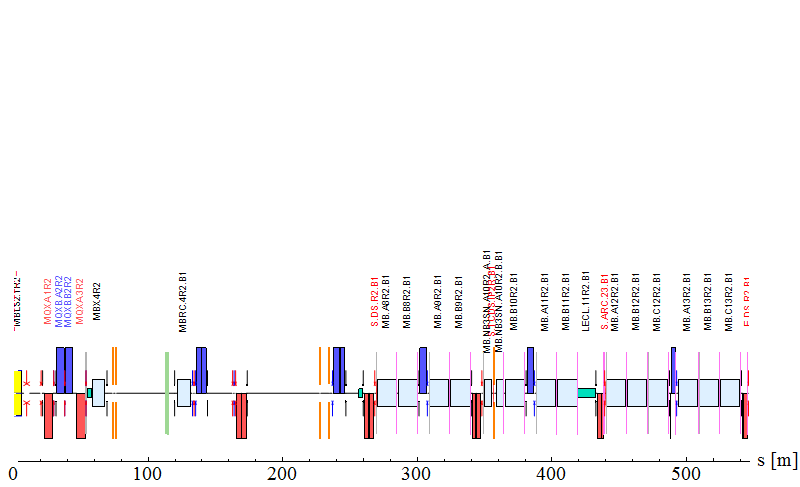 MQXA.1R2
MQXB.A2R2
MQXB.B2R2
MQXA.3R2
MBX.4R2
MBRC.4R2.B1
S.DS.R2.B1
MB.A8R2.B1
MB.B8R2.B1
MB.A9R2.B1
MB.B9R2.B1
MB.B10R2.B1
MB.A11R2.B1
MB.B11R2.B1
LECL.11R2.B1
S.ARC.23.B1
MB.A12R2.B1
MB.B12R2.B1
MB.C12R2.B1
MB.A13R2.B1
MB.B13R2.B1
MB.C13R2.B1
E.DS.R2.B1
0 100 200 300 400 500 s [m]